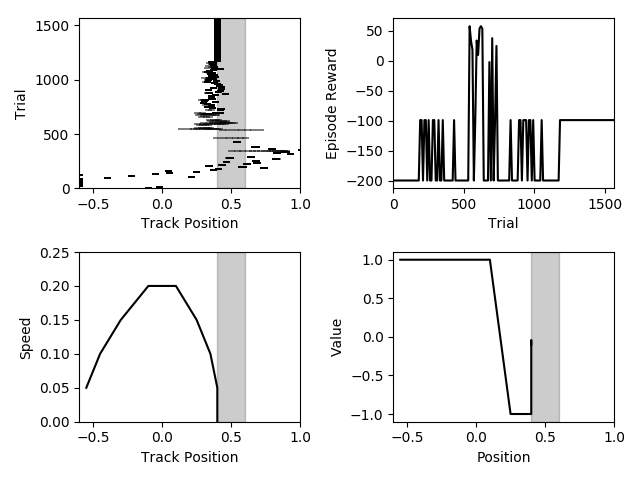 1500
1000
500
0
−0.5 0.0 0.5 1.0
Trial
Track Position
50
0
−50
−100
−150
−200
0 500 1000 1500
Episode Reward
Trial
0.25
0.20
0.15
0.10
0.05
0.00
−0.5 0.0 0.5 1.0
Speed
Track Position
1.0
0.5
0.0
−0.5
−1.0
−0.5 0.0 0.5 1.0
Value
Position